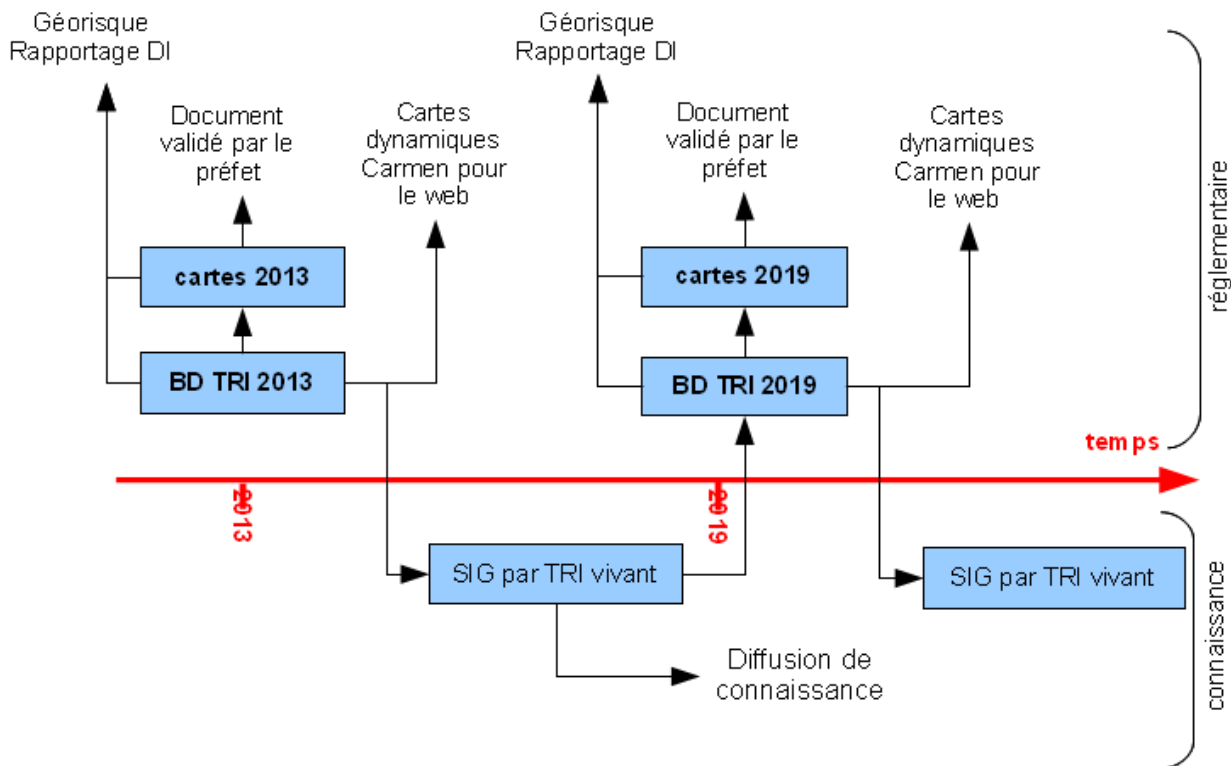 Géorisque
Rapportage DI
Document
validé par le
préfet
Cartes
dynamiques
Carmen pour
le web
cartes 2013
BD TRI 2013
Géorisque
Rapportage DI
Document
validé par le
préfet
Cartes
dynamiques
Carmen pour
le web
cartes 2019
BD TRI 2019
réglementaire
temps
2013
2019
SIG par TRI vivant
SIG par TRI vivant
Diffusion de
connaissance
connaissance